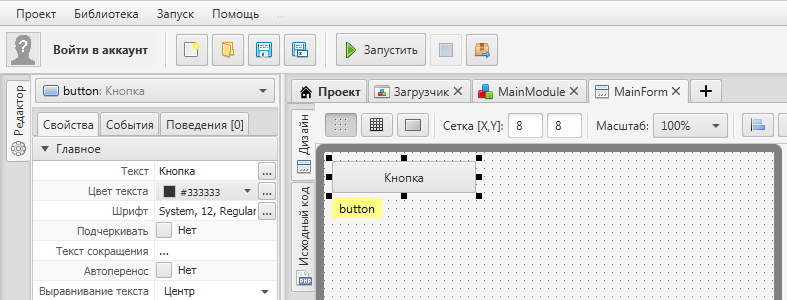 Проект Библиотека Запуск Помощь ...
Войти в аккаунт
Запустить
Редактор
button: Кнопка
Свойства События Поведения [0]
Главное
Текст Кнопка ...
Цвет текста #333333 ...
Шрифт System, 12, Regular ...
Подчеркивать Нет
Текст сокращения ...
Автоперенос Нет
Выравнивание текста Центр
Проект Загрузчик MainModule MainForm
Дизайн
Исходный код
PHP
Сетка [X,Y]: 8 8 Масштаб: 100%
Кнопка
button